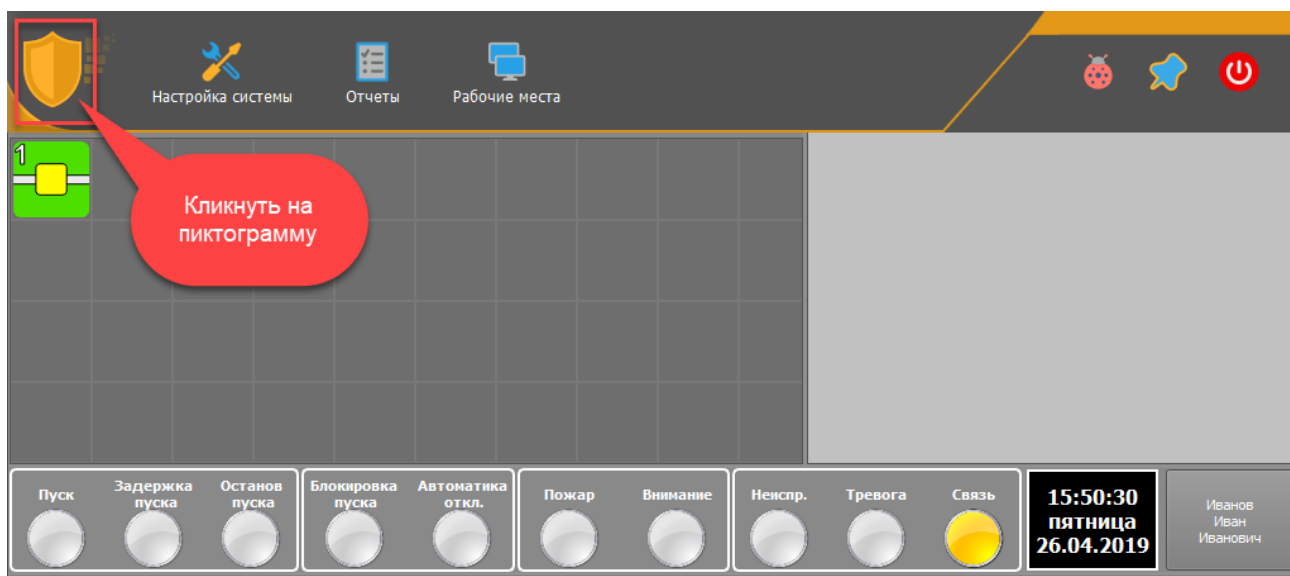 Настройка системы
Отчеты
Рабочие места
1
Кликнуть на
пиктограмму
Пуск
Задержка
пуска
Останов
пуска
Блокировка
пуска
Автоматика
откл.
Пожар
Внимание
Неиспр.
Тревога
Связь
15:50:30
пятница
26.04.2019
Иванов
Иван
Иванович